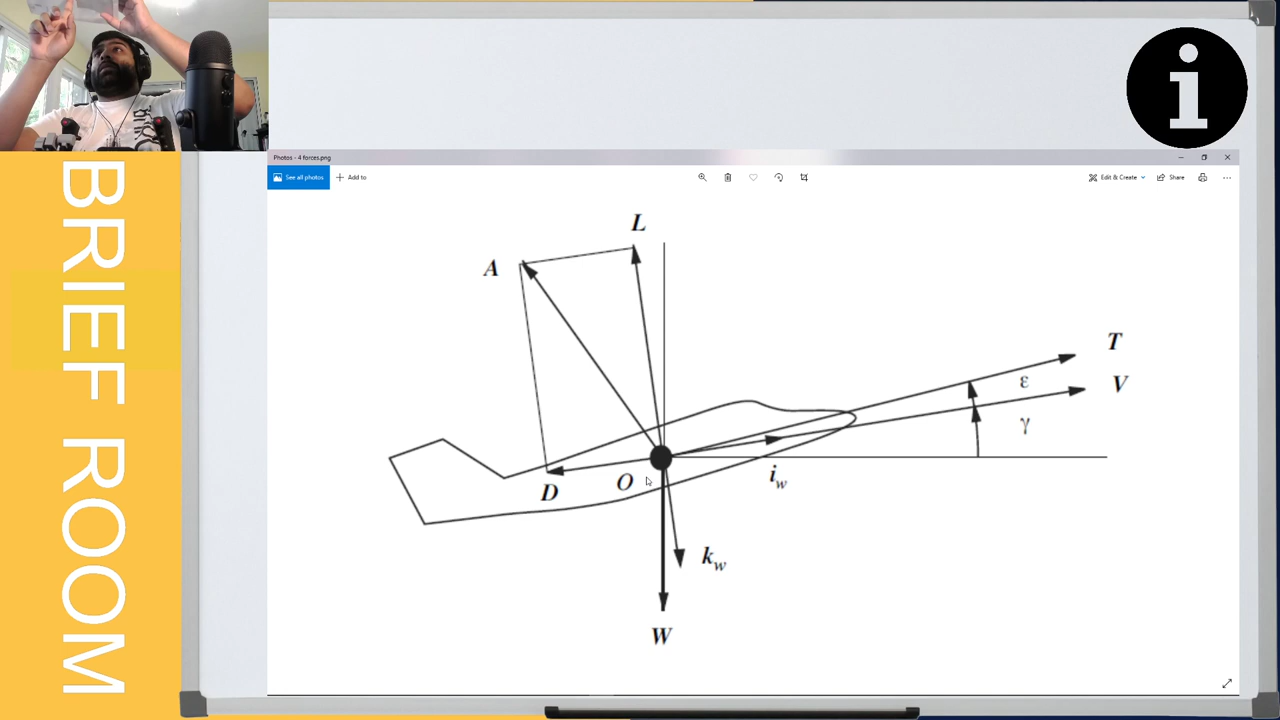 BRIEF ROOM
i
Photos - 4 forces.png
See all photos
Add to
Edit & Create
Share
L
A
T
ε
V
γ
D
O
i_w
k_w
W